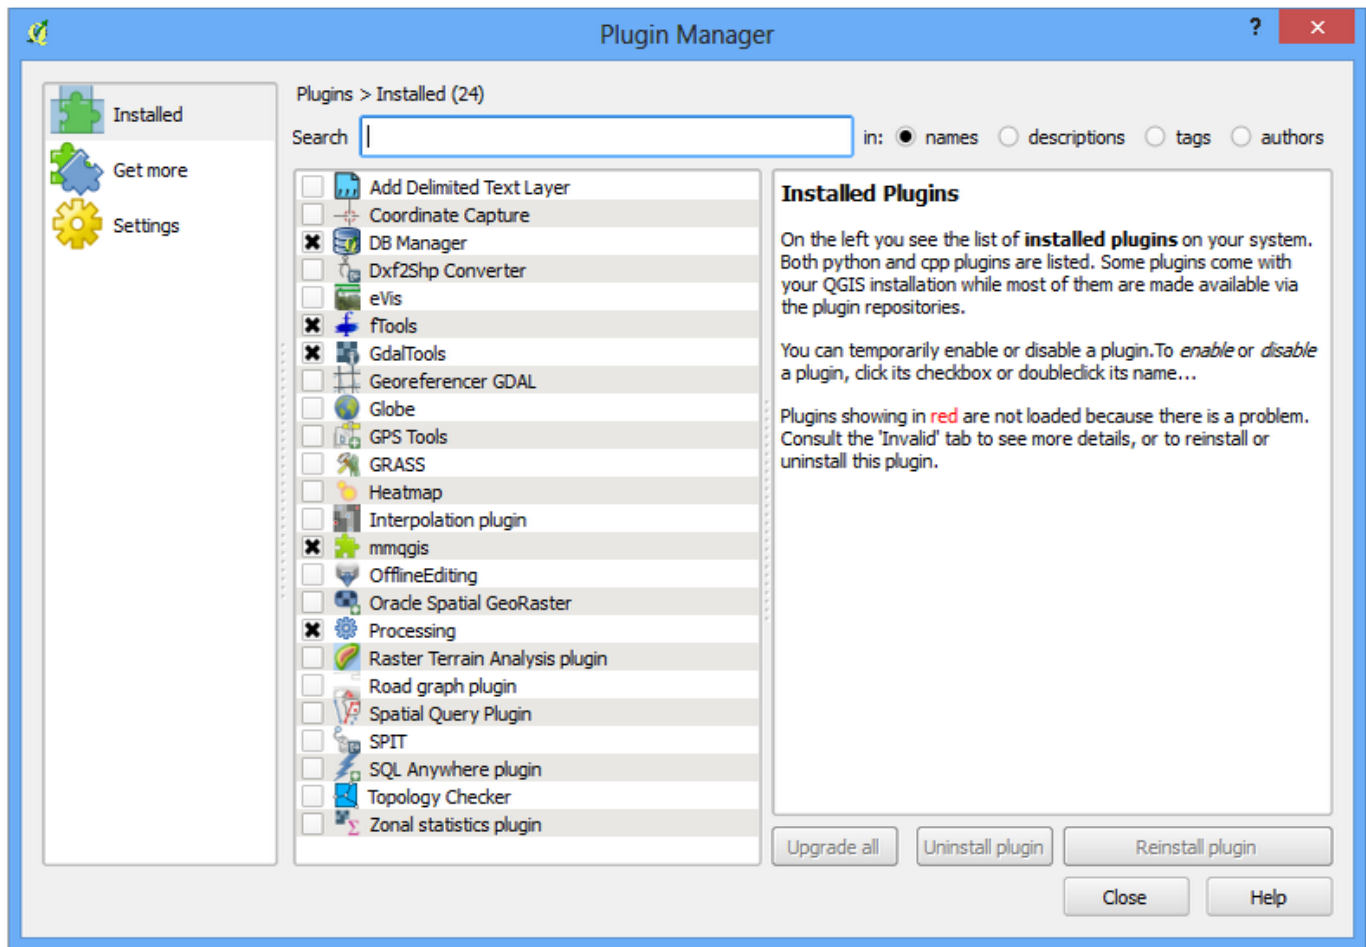 Plugin Manager
?
Installed
Get more
Settings
Plugins > Installed (24)
Search in: names descriptions tags authors
Add Delimited Text Layer
Coordinate Capture
DB Manager
Dxf2Shp Converter
eVis
fTools
GdalTools
Georeferencer GDAL
Globe
GPS Tools
GRASS
Heatmap
Interpolation plugin
mmqgis
OfflineEditing
Oracle Spatial GeoRaster
Processing
Raster Terrain Analysis plugin
Road graph plugin
Spatial Query Plugin
SPIT
SQL Anywhere plugin
Topology Checker
Zonal statistics plugin
Installed Plugins
On the left you see the list of installed plugins on your system.
Both python and cpp plugins are listed. Some plugins come with
your QGIS installation while most of them are made available via
the plugin repositories.
You can temporarily enable or disable a plugin.To enable or disable
a plugin, click its checkbox or doubleclick its name...
Plugins showing in red are not loaded because there is a problem.
Consult the 'Invalid' tab to see more details, or to reinstall or
uninstall this plugin.
Upgrade all Uninstall plugin Reinstall plugin
Close Help